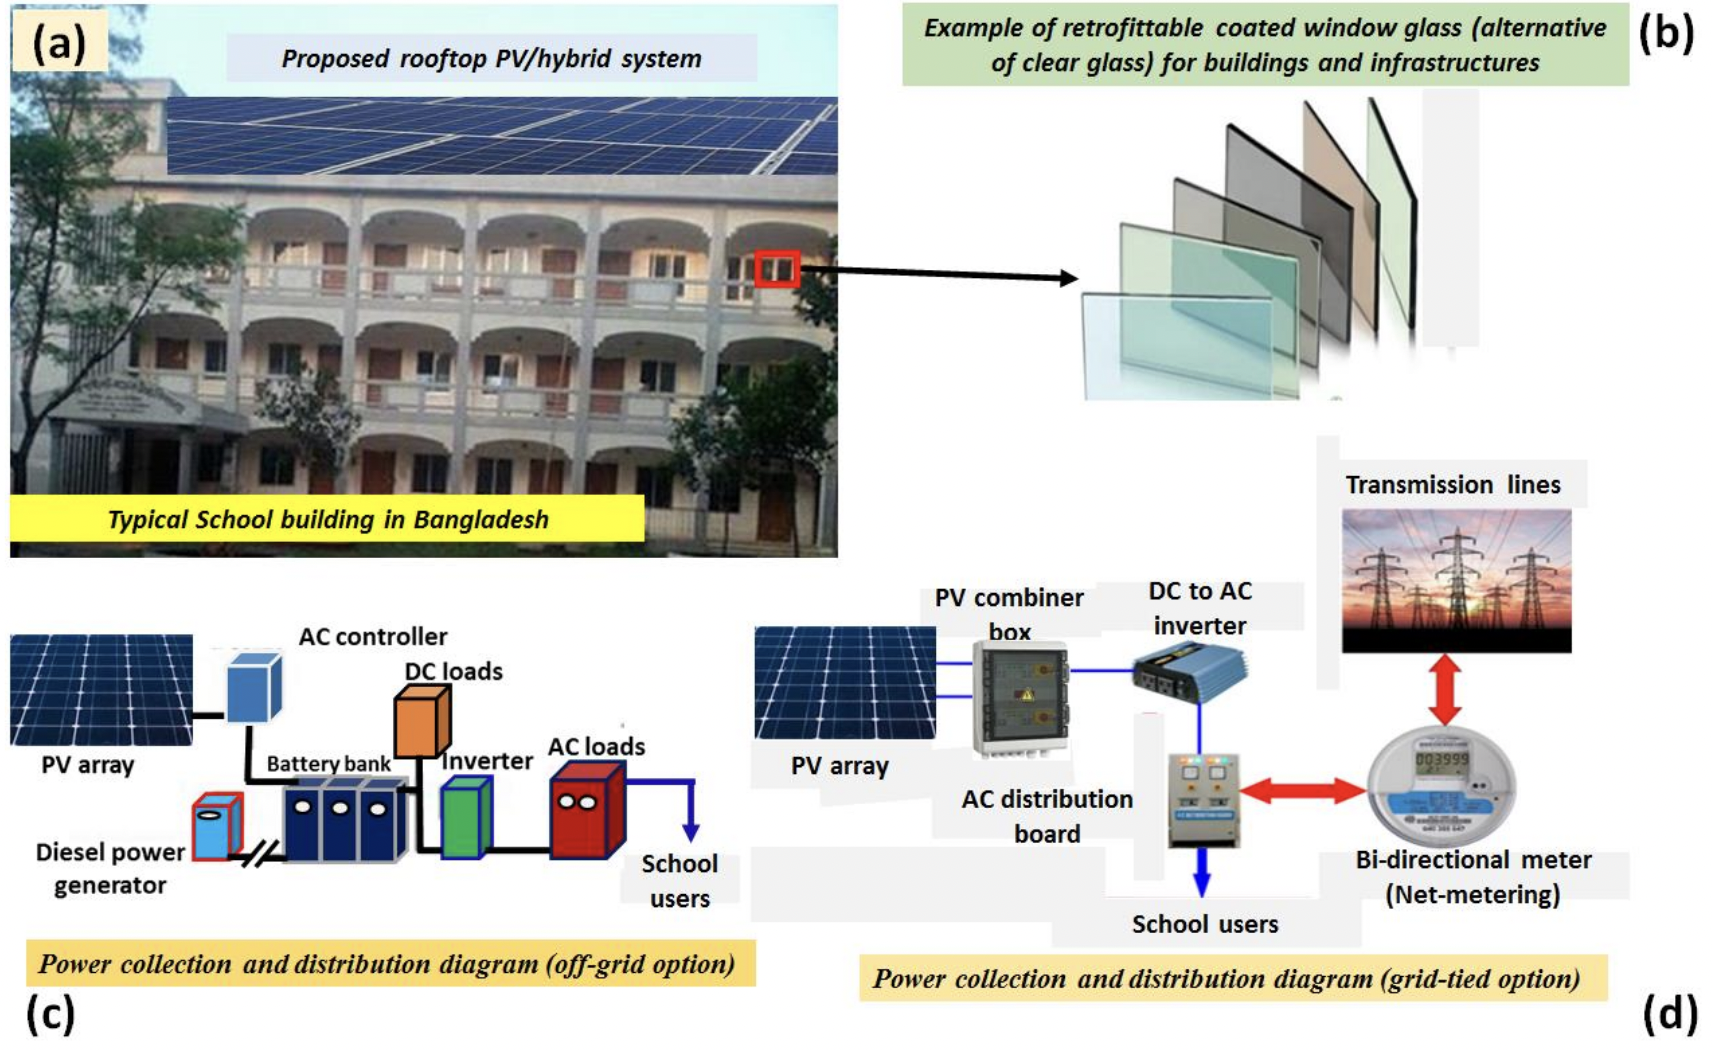 (a)
Proposed rooftop PV/hybrid system
Typical School building in Bangladesh
Example of retrofittable coated window glass (alternative
of clear glass) for buildings and infrastructures
(b)
AC controller
DC loads
PV array
Battery bank
Inverter
AC loads
Diesel power
generator
School
users
Power collection and distribution diagram (off-grid option)
(c)
Transmission lines
PV combiner
box
DC to AC
inverter
PV array
AC distribution
board
003999
Bi-directional meter
(Net-metering)
School users
Power collection and distribution diagram (grid-tied option)
(d)